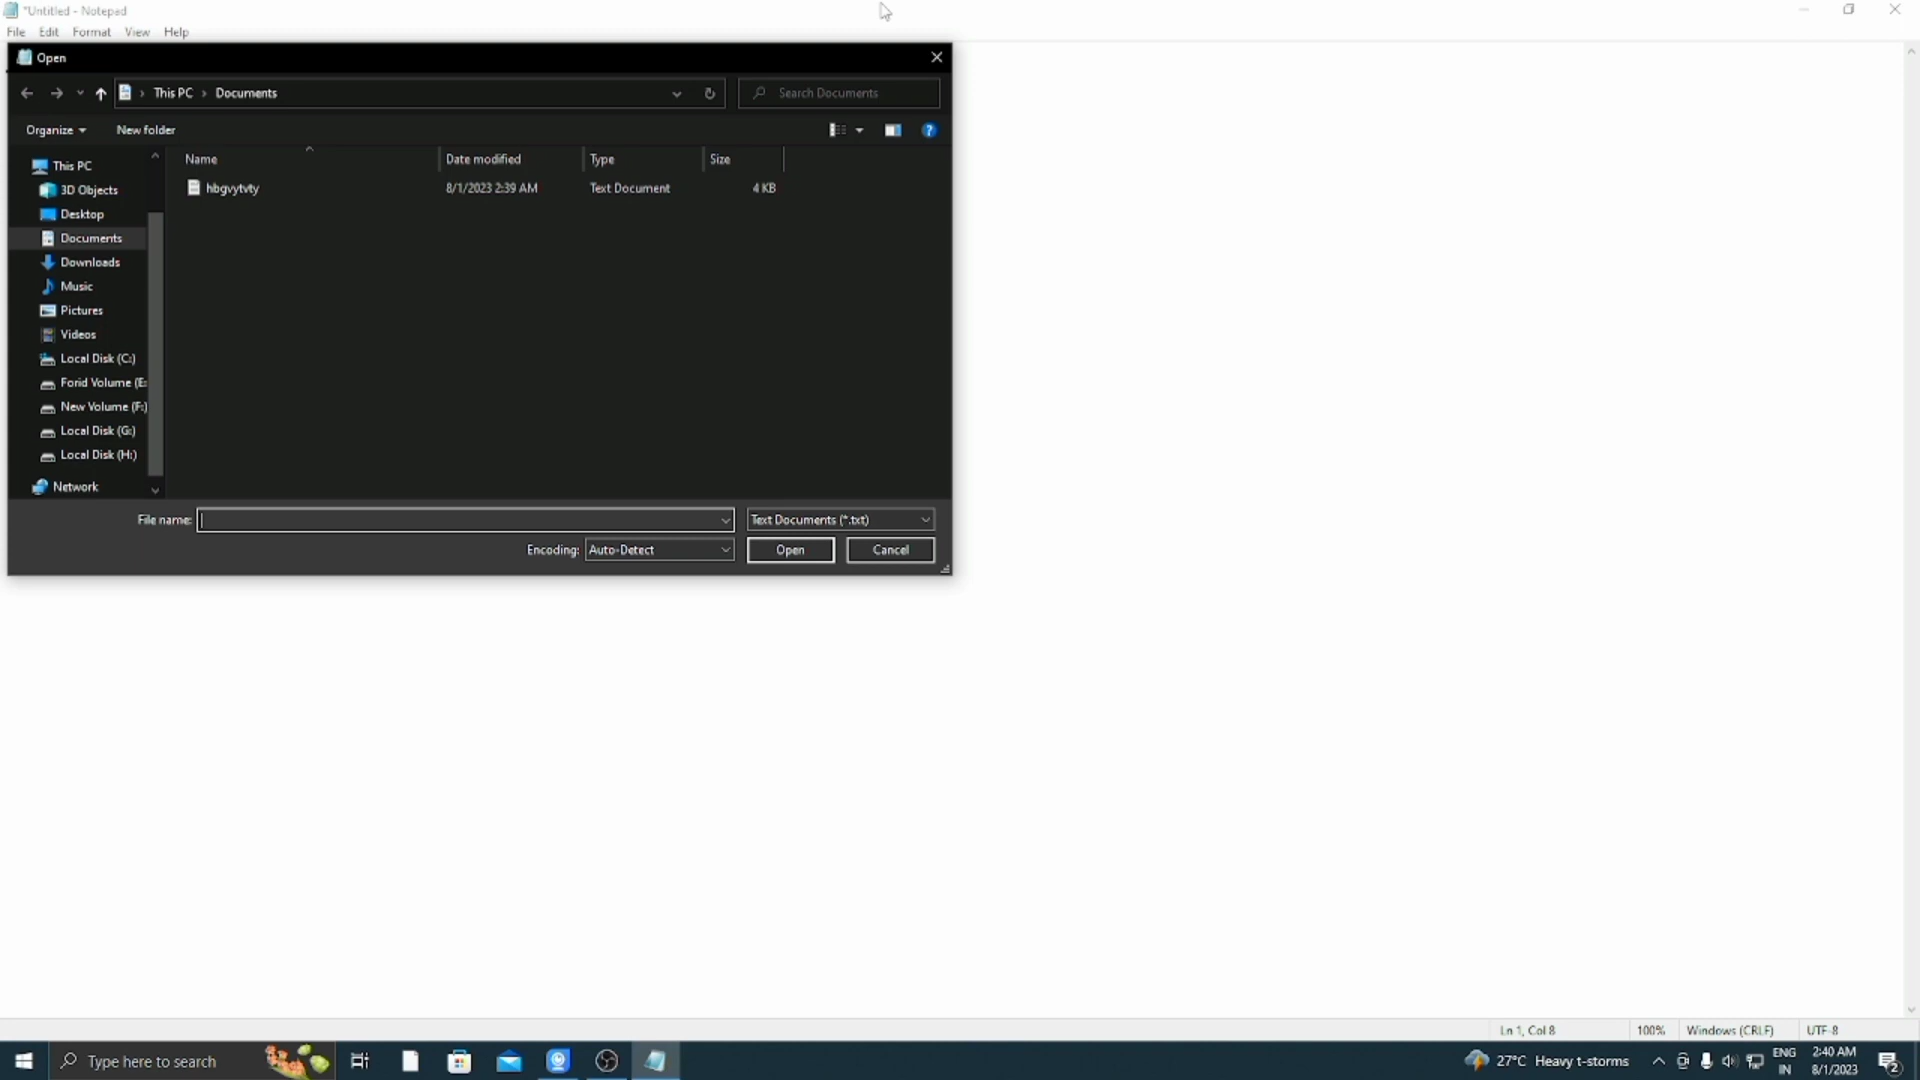 *Untitled - Notepad
File Edit Format View Help
Open
This PC > Documents
Search Documents
Organize New folder
Name Date modified Type Size
hbgvytvty 8/1/2023 2:39 AM Text Document 4 KB
This PC
3D Objects
Desktop
Documents
Downloads
Music
Pictures
Videos
Local Disk (C:)
Forid Volume (E:
New Volume (F:)
Local Disk (G:)
Local Disk (H:)
Network
File name: Text Documents (*.txt)
Encoding: Auto-Detect Open Cancel
Ln 1, Col 8 100% Windows (CRLF) UTF-8
Type here to search 27°C Heavy t-storms ENG 2:40 AM
IN 8/1/2023 2